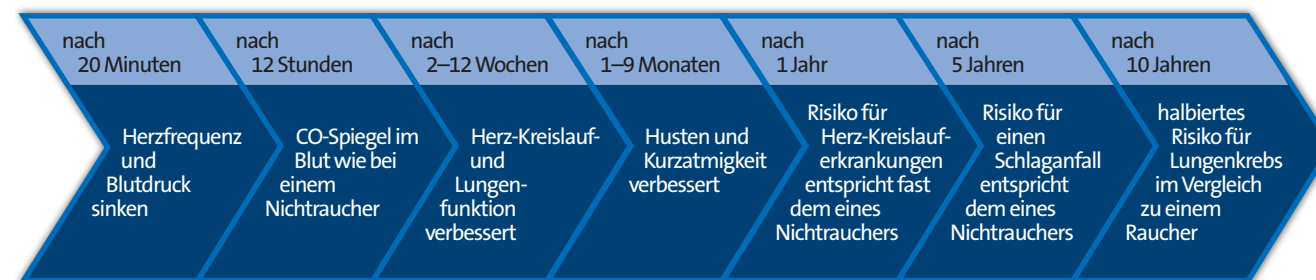 nach
20 Minuten
Herzfrequenz
und
Blutdruck
sinken
nach
12 Stunden
CO-Spiegel im
Blut wie bei
einem
Nichtraucher
nach
2–12 Wochen
Herz-Kreislauf-
und
Lungen-
funktion
verbessert
nach
1–9 Monaten
Husten und
Kurzatmigkeit
verbessert
nach
1 Jahr
Risiko für
Herz-Kreislauf-
erkrankungen
entspricht fast
dem eines
Nichtrauchers
nach
5 Jahren
Risiko für
einen
Schlaganfall
entspricht
dem eines
Nichtrauchers
nach
10 Jahren
halbiertes
Risiko für
Lungenkrebs
im Vergleich
zu einem
Raucher